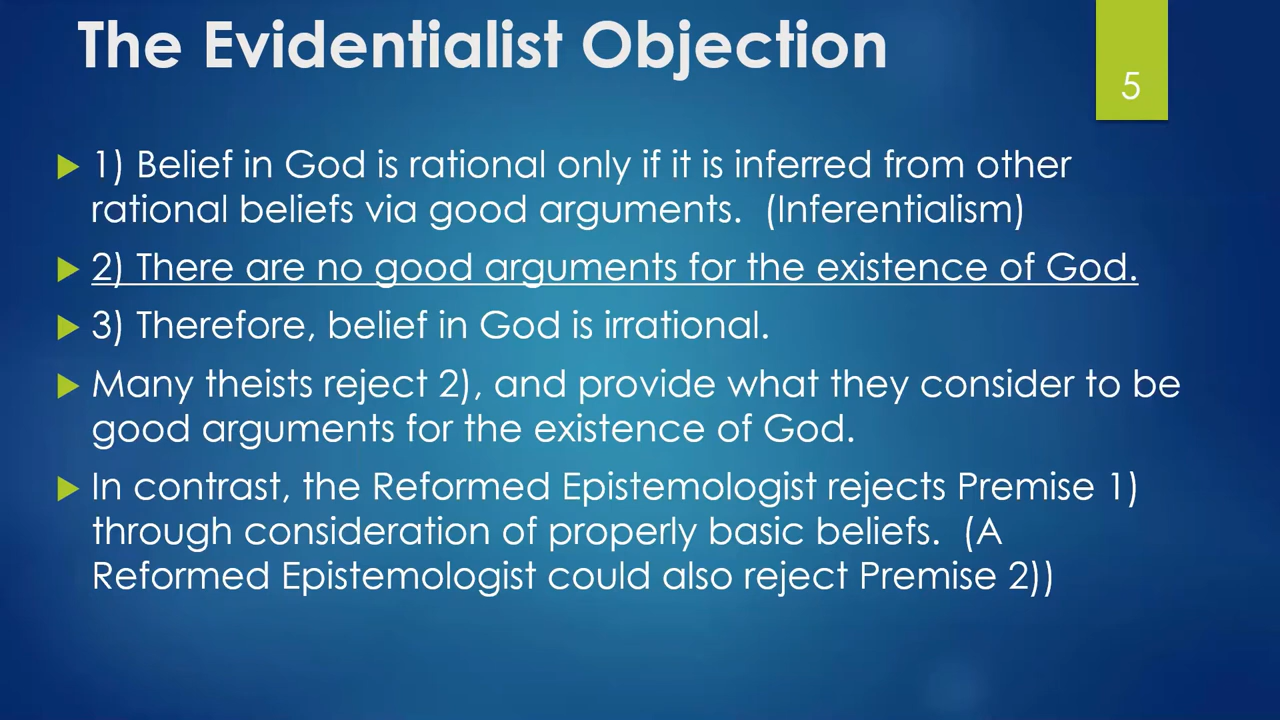 The Evidentialist Objection
5
1) Belief in God is rational only if it is inferred from other
rational beliefs via good arguments. (Inferentialism)
2) There are no good arguments for the existence of God.
3) Therefore, belief in God is irrational.
Many theists reject 2), and provide what they consider to be
good arguments for the existence of God.
In contrast, the Reformed Epistemologist rejects Premise 1)
through consideration of properly basic beliefs. (A
Reformed Epistemologist could also reject Premise 2))